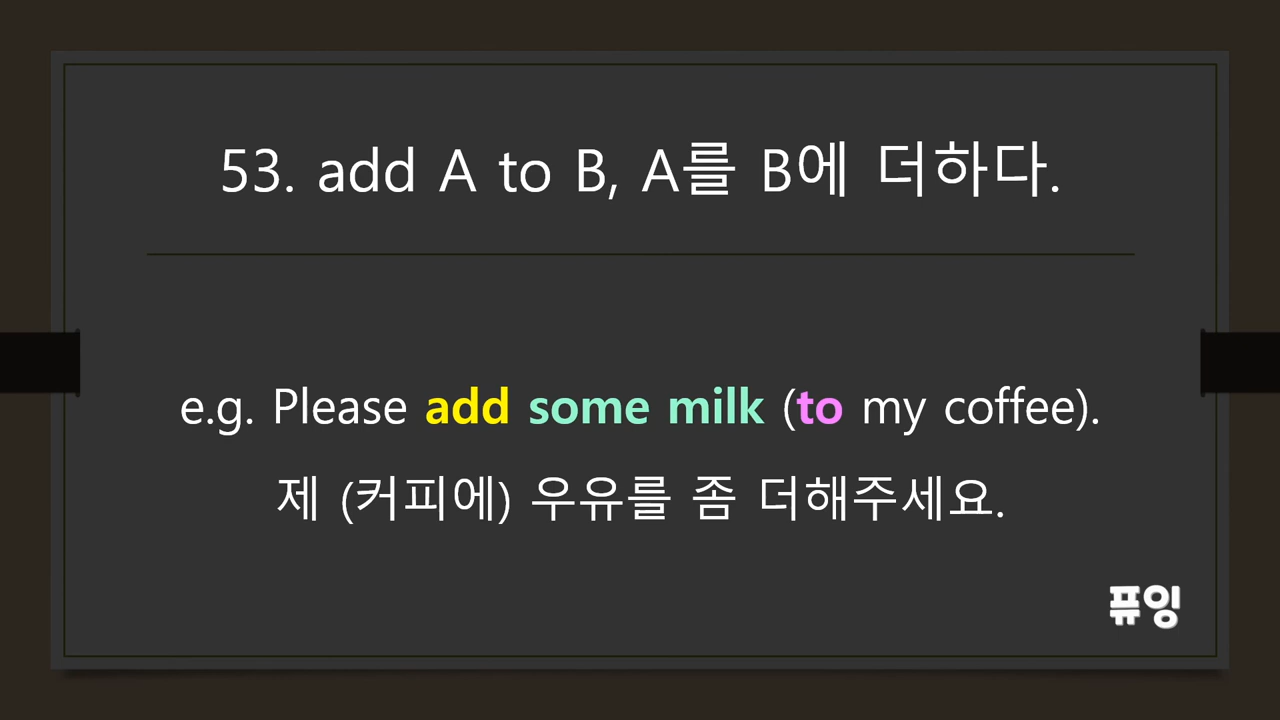 53. add A to B, A를 B에 더하다.
e.g. Please add some milk (to my coffee).
제 (커피에) 우유를 좀 더해주세요.
퓨잉